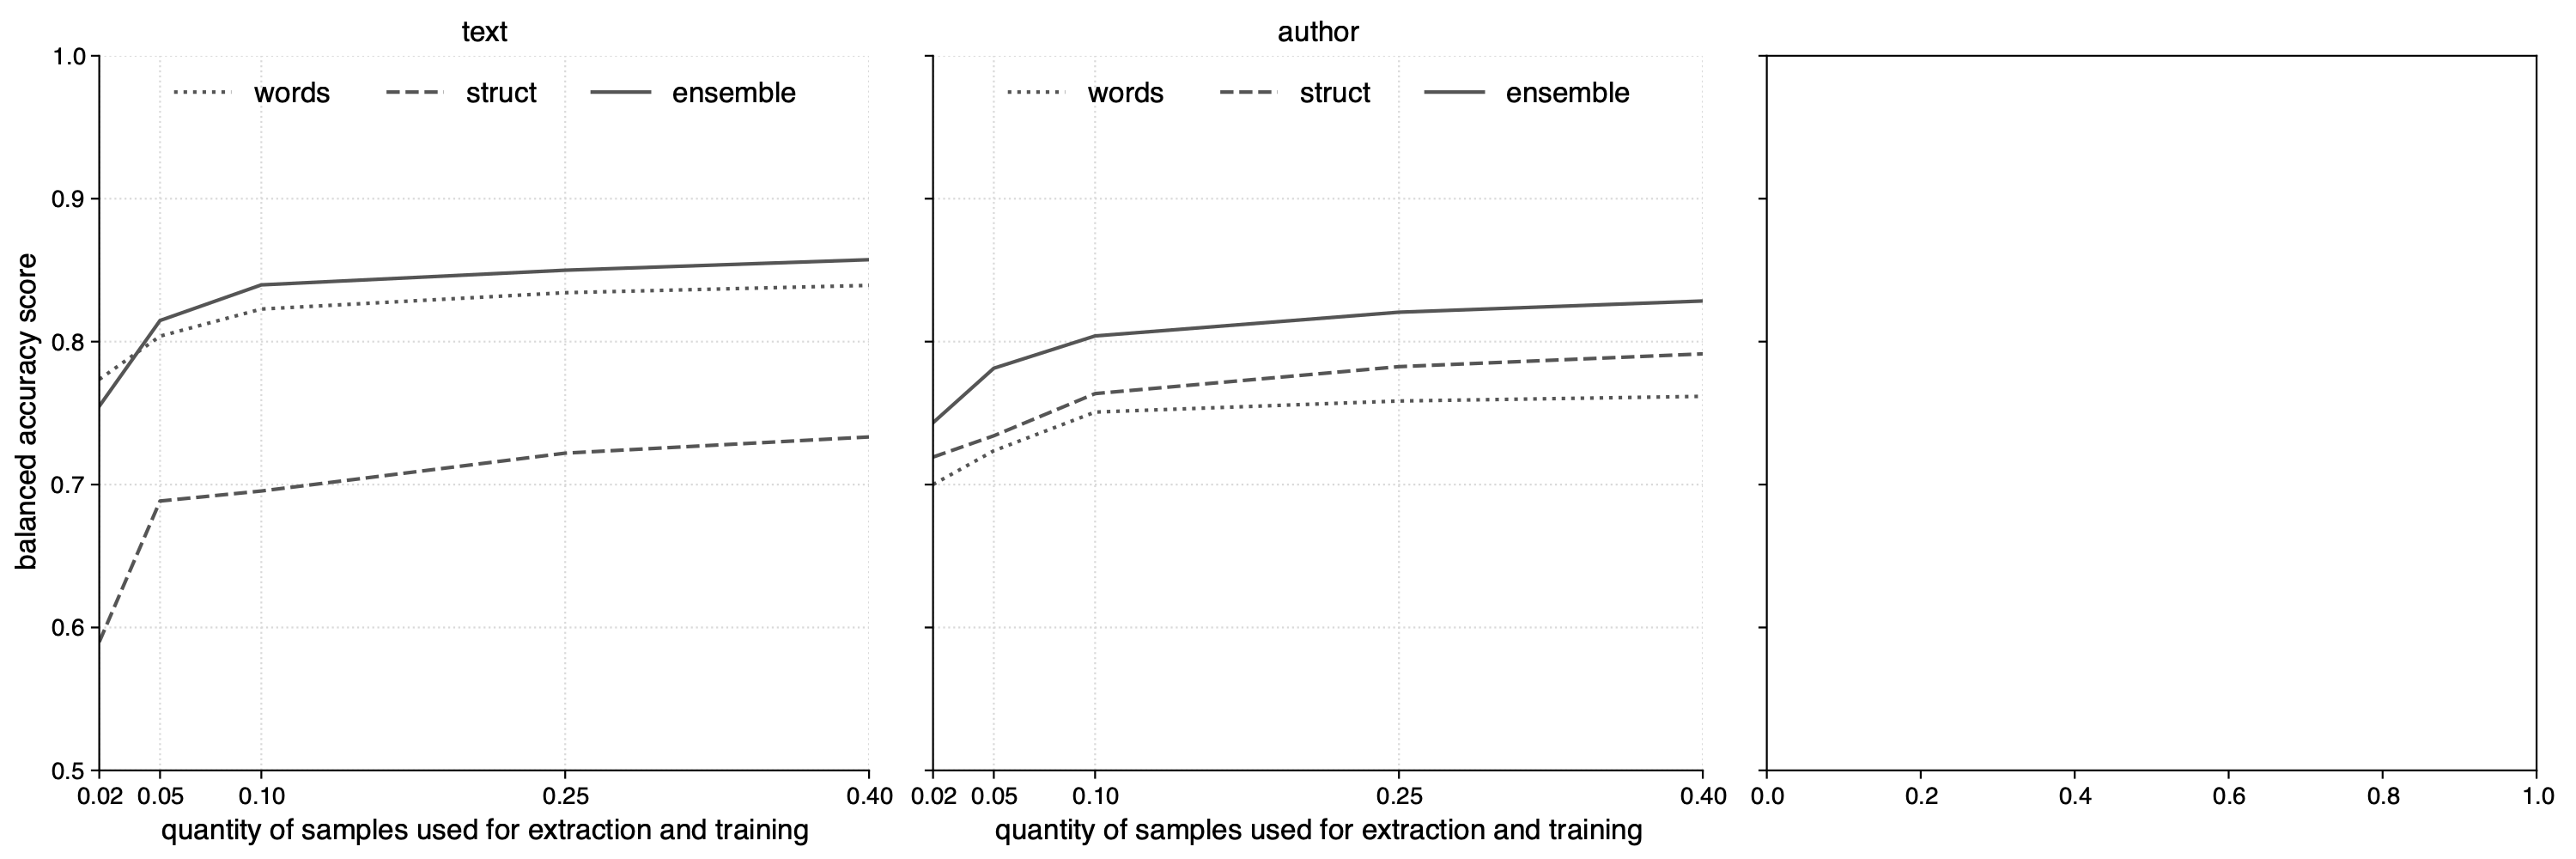 text
author
1.0
words struct ensemble
words struct ensemble
0.9
0.8
0.7
0.6
0.5
balanced accuracy score
0.02 0.05 0.10 0.25 0.40
0.02 0.05 0.10 0.25 0.40
0.0 0.2 0.4 0.6 0.8 1.0
quantity of samples used for extraction and training
quantity of samples used for extraction and training